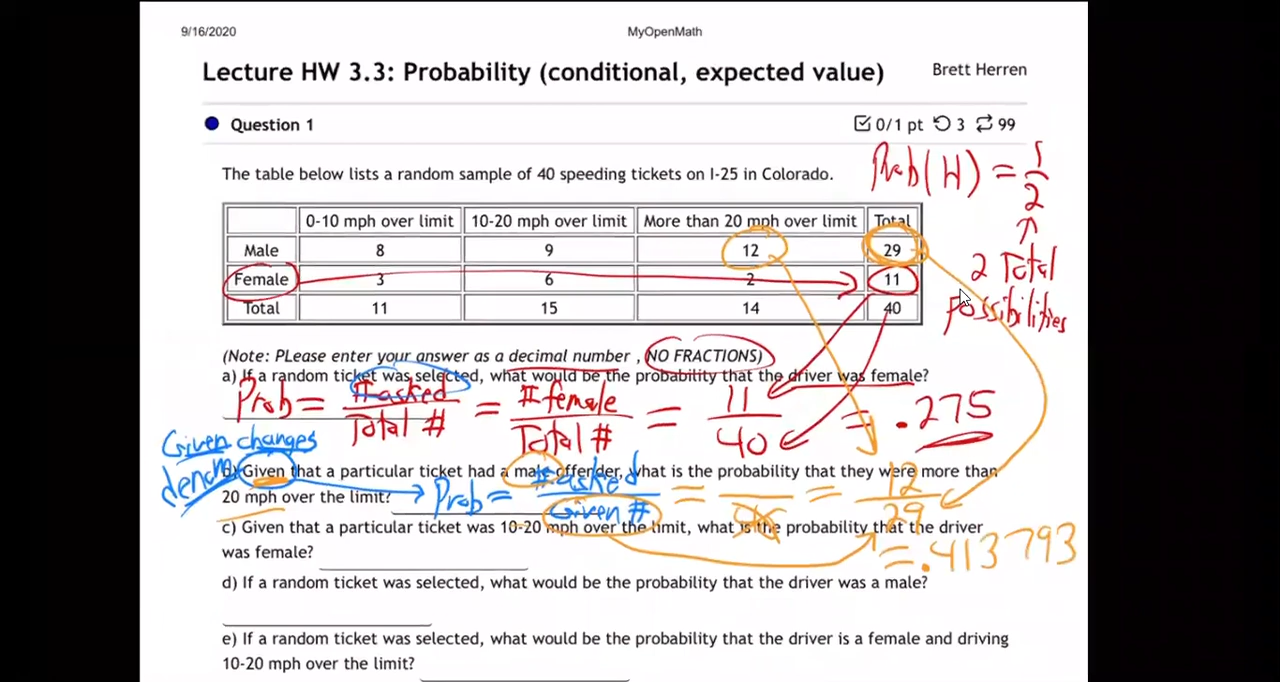 9/16/2020 MyOpenMath
Lecture HW 3.3: Probability (conditional, expected value) Brett Herren
Question 1 0/1 pt 3 99
The table below lists a random sample of 40 speeding tickets on I-25 in Colorado.
Prob(H) = 1/2
0-10 mph over limit 10-20 mph over limit More than 20 mph over limit Total
Male 8 9 12 29
Female 3 6 2 11
Total 11 15 14 40
2 Total
Possibilities
(Note: PLease enter your answer as a decimal number , NO FRACTIONS)
a) If a random ticket was selected, what would be the probability that the driver was female?
Prob = # asked / Total # = # female / Total # = 11 / 40 = .275
Given changes
denom
b) Given that a particular ticket had a male offender, what is the probability that they were more than
20 mph over the limit?
Prob = # asked / Given # = = 12 / 29
= .413793
c) Given that a particular ticket was 10-20 mph over the limit, what is the probability that the driver
was female?
d) If a random ticket was selected, what would be the probability that the driver was a male?
e) If a random ticket was selected, what would be the probability that the driver is a female and driving
10-20 mph over the limit?